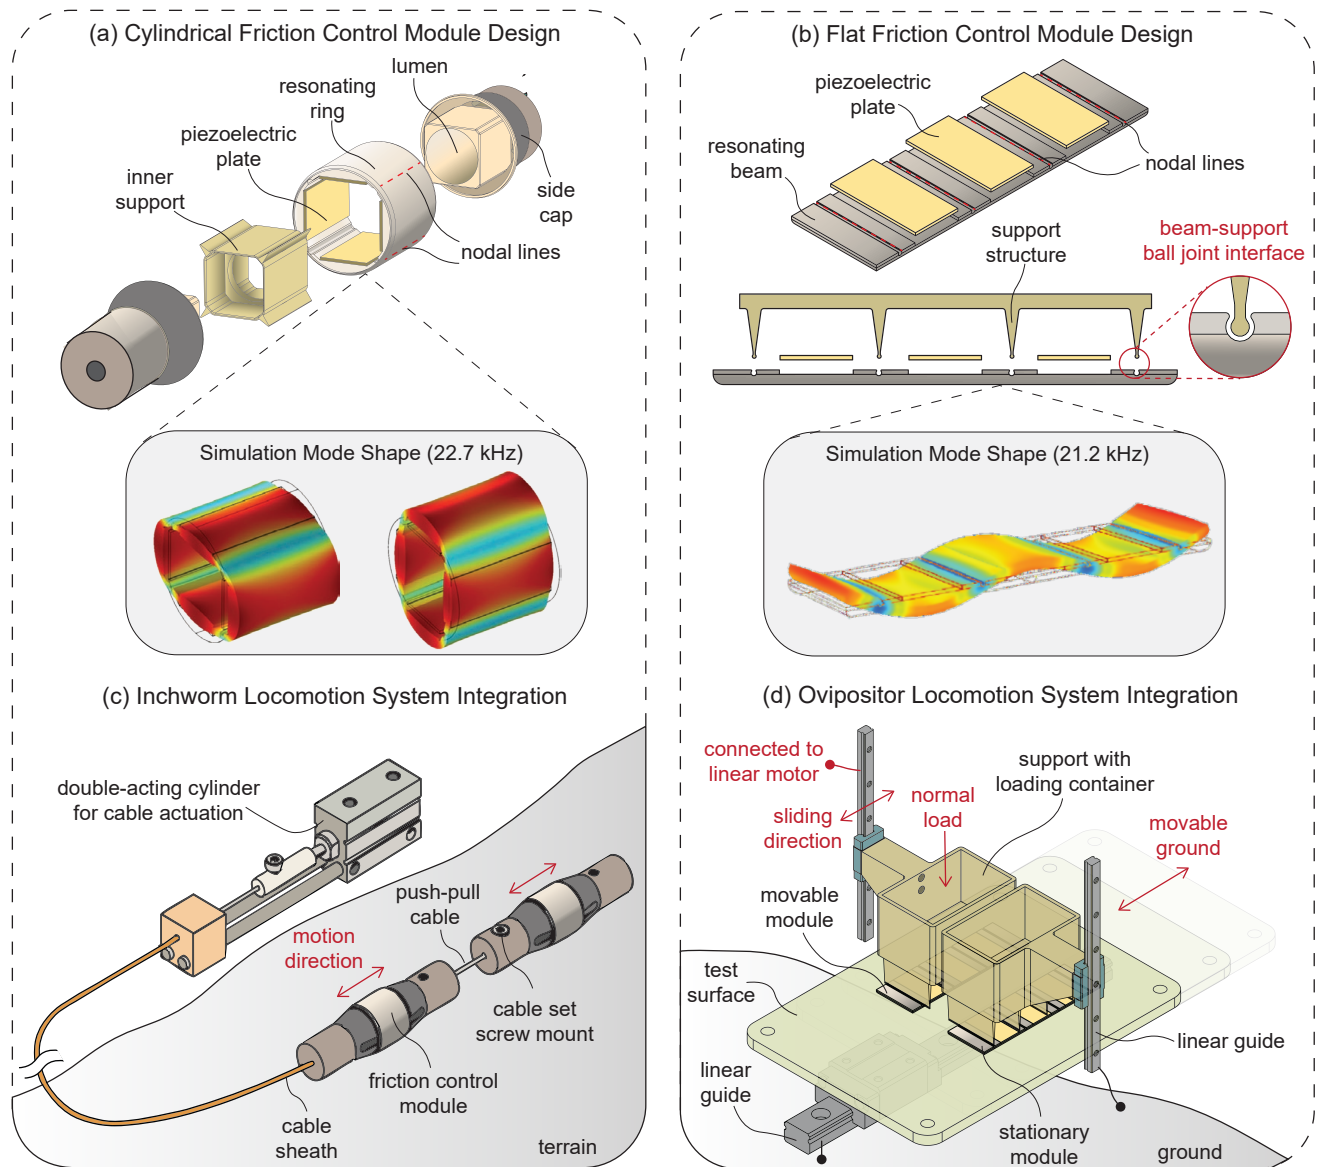 (a) Cylindrical Friction Control Module Design
lumen
resonating
ring
piezoelectric
plate
inner
support
side
cap
nodal lines
Simulation Mode Shape (22.7 kHz)
(b) Flat Friction Control Module Design
piezoelectric
plate
resonating
beam
nodal lines
support
structure
beam-support
ball joint interface
Simulation Mode Shape (21.2 kHz)
(c) Inchworm Locomotion System Integration
double-acting cylinder
for cable actuation
push-pull
cable
motion
direction
cable set
screw mount
friction control
module
cable
sheath
terrain
(d) Ovipositor Locomotion System Integration
connected to
linear motor
support with
loading container
normal
load
sliding
direction
movable
ground
movable
module
test
surface
linear guide
linear
guide
stationary
module
ground